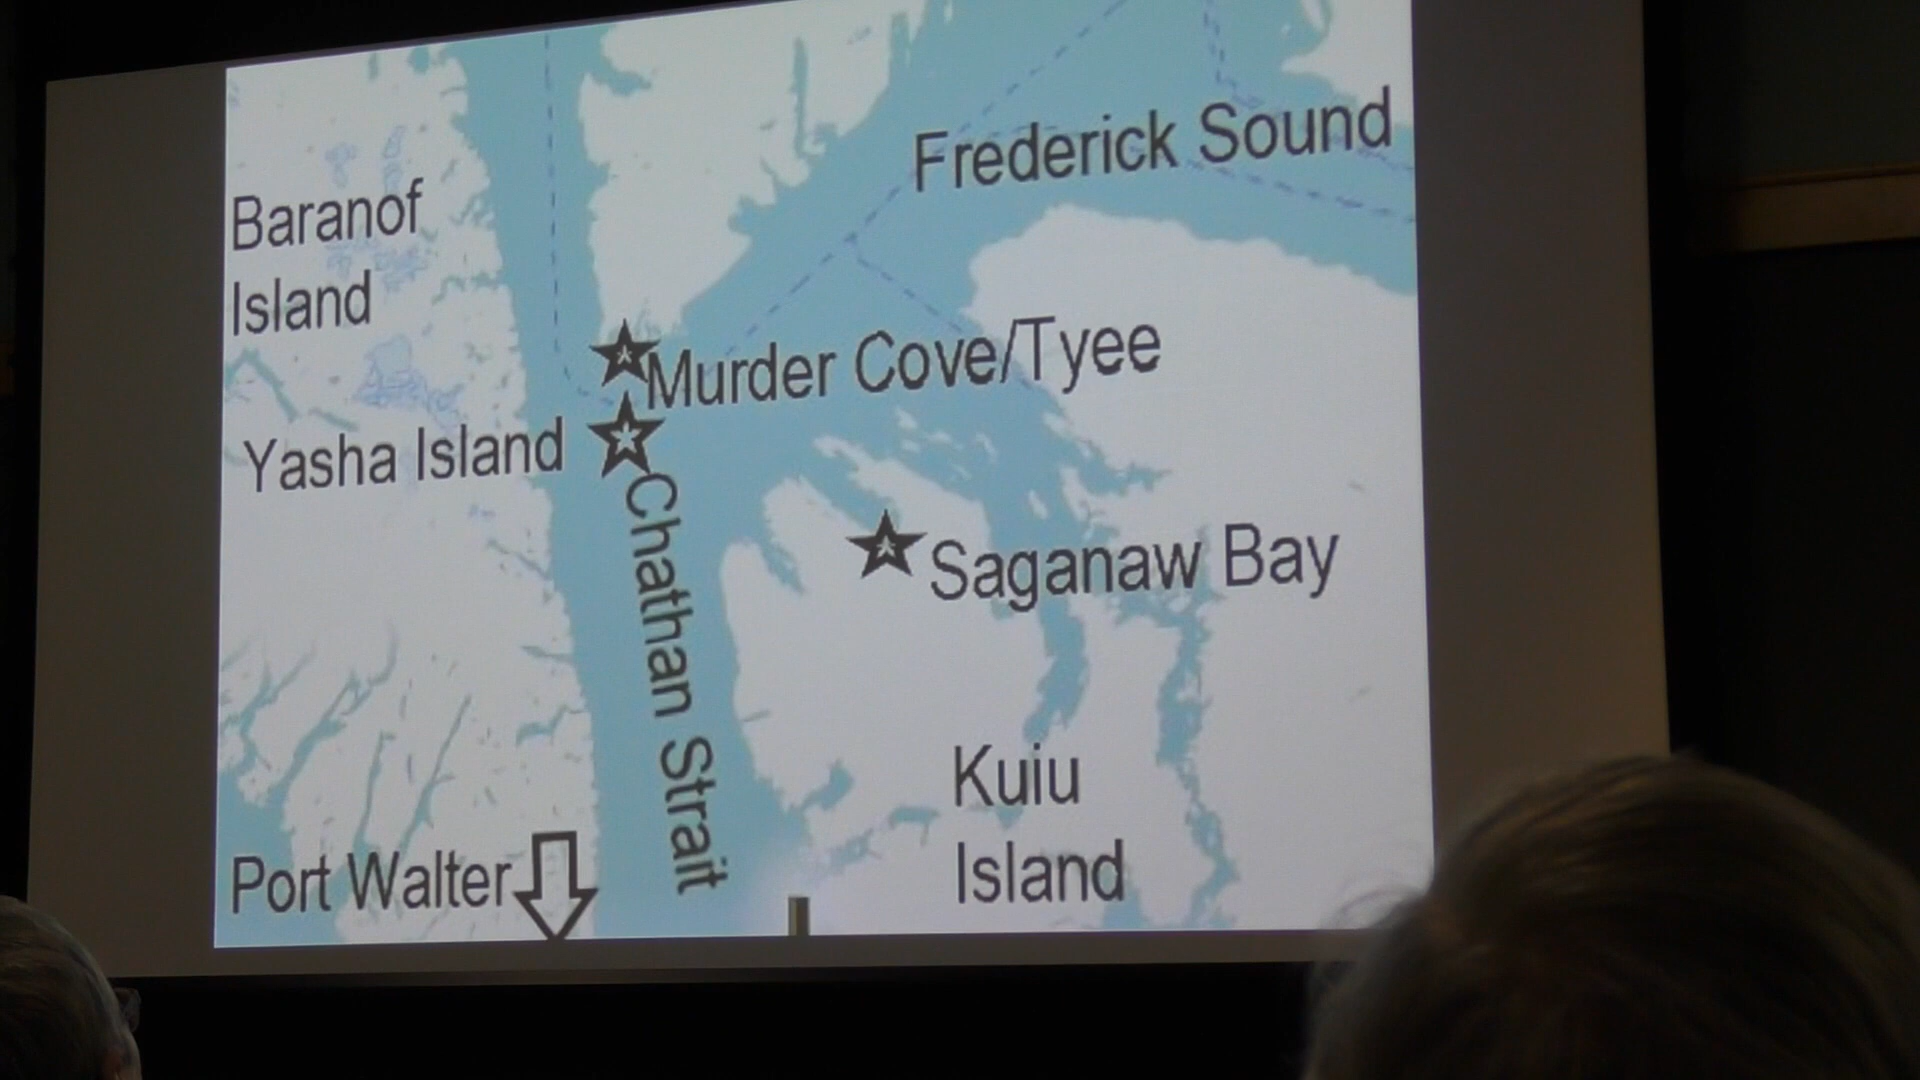 Frederick Sound
Baranof
Island
Murder Cove/Tyee
Yasha Island
Chathan Strait
Saganaw Bay
Kuiu
Island
Port Walter